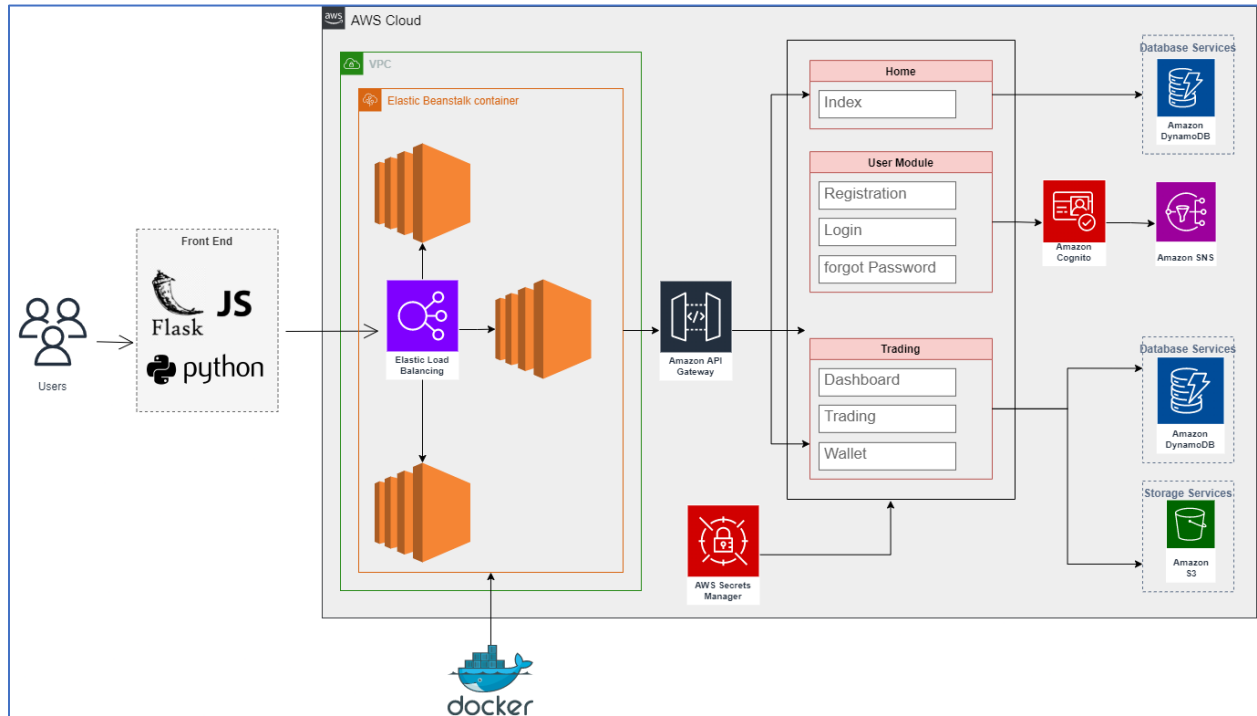 aws
AWS Cloud
VPC
Elastic Beanstalk container
Front End
Flask
JS
python
Users
Elastic Load
Balancing
Amazon API
Gateway
Home
Index
User Module
Registration
Login
forgot Password
Trading
Dashboard
Trading
Wallet
AWS Secrets
Manager
Database Services
Amazon
DynamoDB
Amazon
Cognito
Amazon SNS
Database Services
Amazon
DynamoDB
Storage Services
Amazon
S3
docker